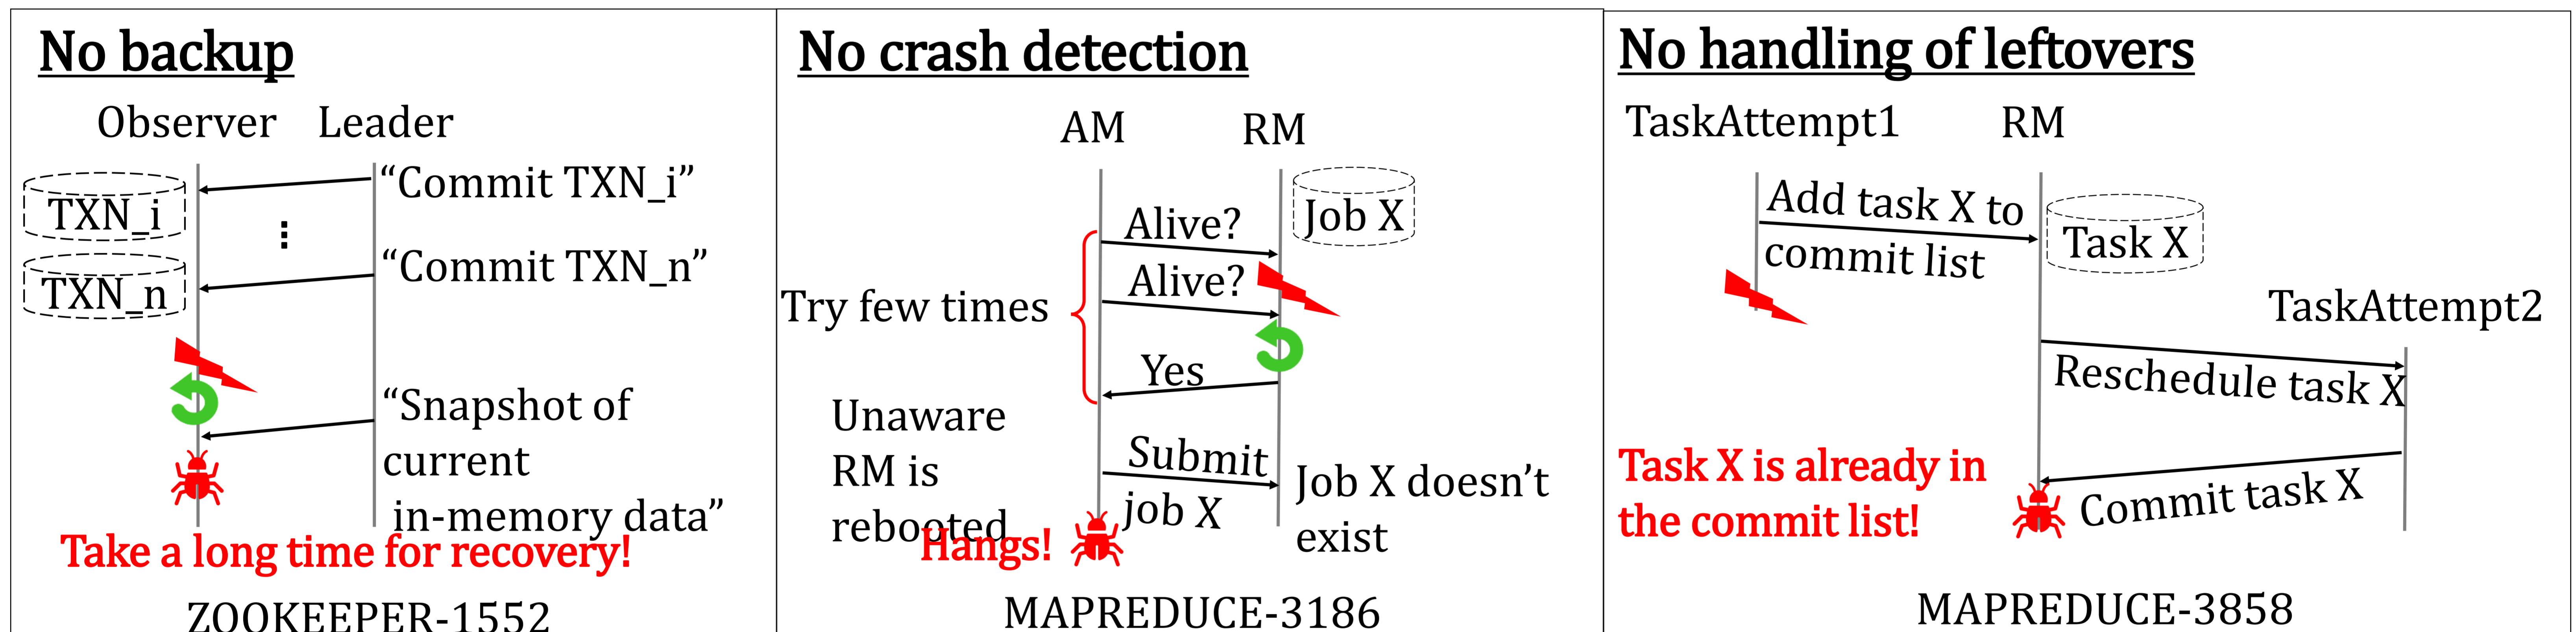 No backup
Observer
Leader
“Commit TXN_i”
TXN_i
⋮
“Commit TXN_n”
TXN_n
“Snapshot of
current
in-memory data”
Take a long time for recovery!
ZOOKEEPER-1552
No crash detection
AM
RM
Job X
Alive?
Alive?
Try few times
Yes
Unaware
RM is
rebooted
Submit
job X
Job X doesn’t
exist
Hangs!
MAPREDUCE-3186
No handling of leftovers
TaskAttempt1
RM
Add task X to
commit list
Task X
TaskAttempt2
Reschedule task X
Task X is already in
the commit list!
Commit task X
MAPREDUCE-3858